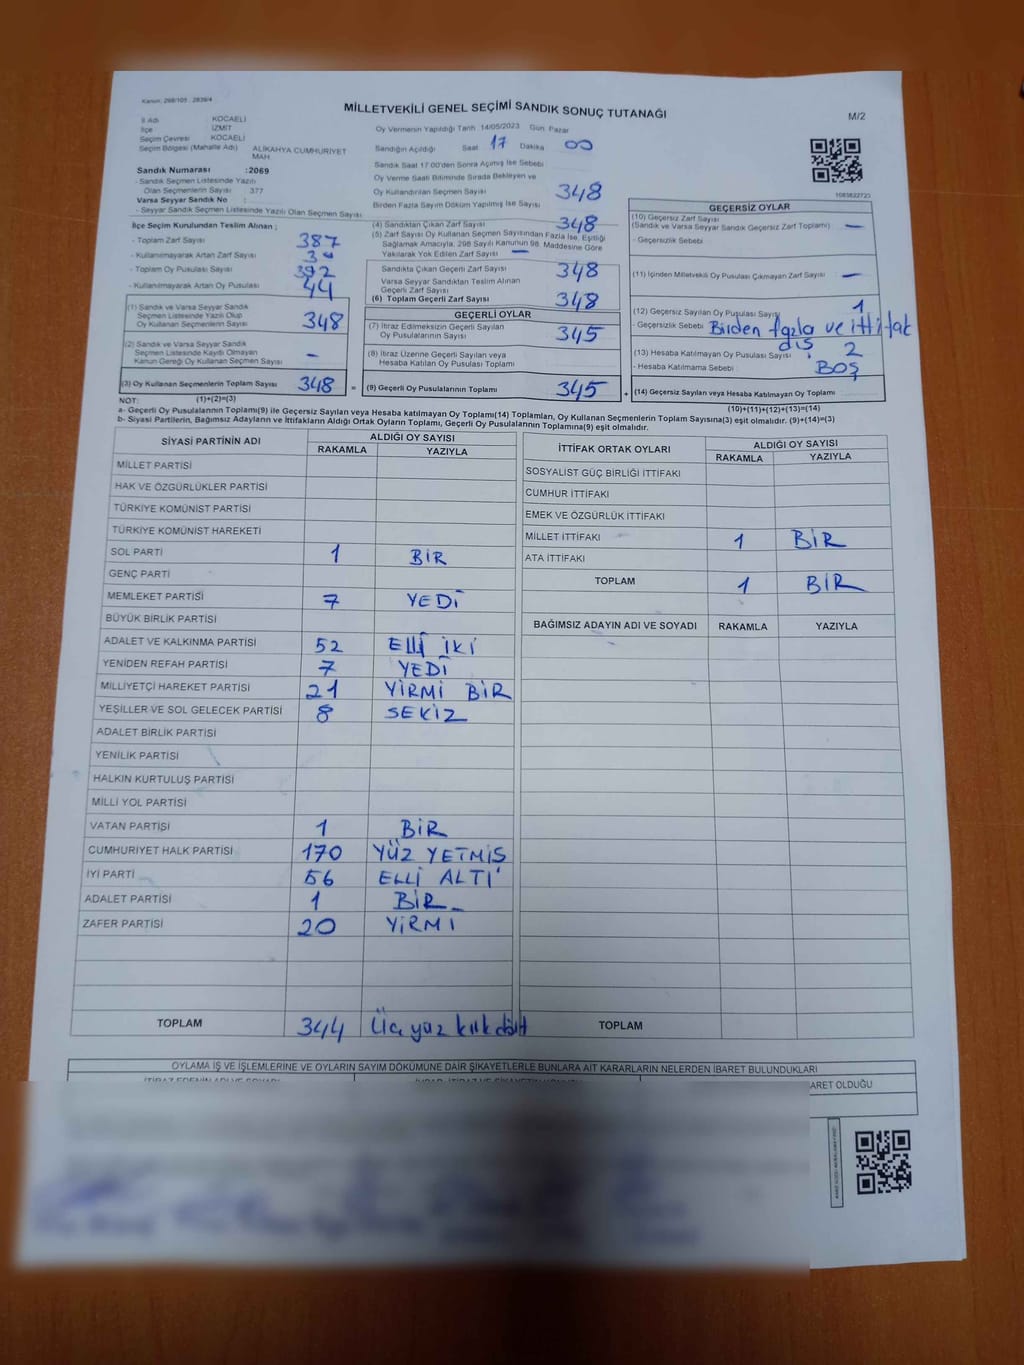 Kanun: 298/105 2839/4
MİLLETVEKİLİ GENEL SEÇİMİ SANDIK SONUÇ TUTANAĞI
M/2
İl Adı KOCAELİ
İlçe İZMİT
Seçim Çevresi KOCAELİ
Seçim Bölgesi (Mahalle Adı) ALİKAHYA CUMHURİYET MAH.
Sandık Numarası :2069
- Sandık Seçmen Listesinde Yazılı
Olan Seçmenlerin Sayısı 377
Varsa Seyyar Sandık No :
- Seyyar Sandık Seçmen Listesinde Yazılı Olan Seçmen Sayısı
Oy Vermenin Yapıldığı Tarih 14/05/2023 Gün Pazar
Sandığın Açıldığı Saat 17 Dakika 00
Sandık Saat 17:00'den Sonra Açılmış İse Sebebi
Oy Verme Saati Bitiminde Sırada Bekleyen ve
Oy Kullandırılan Seçmen Sayısı 348
Birden Fazla Sayım Döküm Yapılmış İse Sayısı
1083822723
İlçe Seçim Kurulundan Teslim Alınan ;
- Toplam Zarf Sayısı 387
- Kullanılmayarak Artan Zarf Sayısı
- Toplam Oy Pusulası Sayısı 392
- Kullanılmayarak Artan Oy Pusulası 44
(1) Sandık ve Varsa Seyyar Sandık
Seçmen Listesinde Yazılı Olup
Oy Kullanan Seçmenlerin Sayısı 348
(2) Sandık ve Varsa Seyyar Sandık
Seçmen Listesinde Kaydı Olmayan
Kanun Gereği Oy Kullanan Seçmen Sayısı -
(3) Oy Kullanan Seçmenlerin Toplam Sayısı 348 =
(4) Sandıktan Çıkan Zarf Sayısı 348
(5) Zarf Sayısı Oy Kullanan Seçmen Sayısından Fazla İse, Eşitliği
Sağlamak Amacıyla, 298 Sayılı Kanunun 98. Maddesine Göre
Yakılarak Yok Edilen Zarf Sayısı -
Sandıkta Çıkan Geçerli Zarf Sayısı 348
Varsa Seyyar Sandıktan Teslim Alınan
Geçerli Zarf Sayısı
(6) Toplam Geçerli Zarf Sayısı 348
GEÇERLİ OYLAR
(7) İtiraz Edilmeksizin Geçerli Sayılan
Oy Pusulalarının Sayısı 345
(8) İtiraz Üzerine Geçerli Sayılan veya
Hesaba Katılan Oy Pusulaları Toplamı
(9) Geçerli Oy Pusulalarının Toplamı 345 +
GEÇERSİZ OYLAR
(10) Geçersiz Zarf Sayısı
(Sandık ve Varsa Seyyar Sandık Geçersiz Zarf Toplamı) -
- Geçersizlik Sebebi
(11) İçinden Milletvekili Oy Pusulası Çıkmayan Zarf Sayısı -
(12) Geçersiz Sayılan Oy Pusulası Sayısı 1
- Geçersizlik Sebebi Birden fazla ve ittifak
dış
(13) Hesaba Katılmayan Oy Pusulası Sayısı 2
- Hesaba Katılmama Sebebi BOŞ
(14) Geçersiz Sayılan veya Hesaba Katılmayan Oy Toplamı
NOT: (1)+(2)=(3) (10)+(11)+(12)+(13)=(14)
a- Geçerli Oy Pusulalarının Toplamı(9) ile Geçersiz Sayılan veya Hesaba katılmayan Oy Toplamı(14) Toplamları, Oy Kullanan Seçmenlerin Toplam Sayısına(3) eşit olmalıdır. (9)+(14)=(3)
b- Siyasi Partilerin, Bağımsız Adayların ve İttifakların Aldığı Ortak Oyların Toplamı, Geçerli Oy Pusulalarının Toplamına(9) eşit olmalıdır.
SİYASİ PARTİNİN ADI ALDIĞI OY SAYISI
RAKAMLA YAZIYLA
MİLLET PARTİSİ
HAK VE ÖZGÜRLÜKLER PARTİSİ
TÜRKİYE KOMÜNİST PARTİSİ
TÜRKİYE KOMÜNİST HAREKETİ
SOL PARTİ 1 BİR
GENÇ PARTİ
MEMLEKET PARTİSİ 7 YEDİ
BÜYÜK BİRLİK PARTİSİ
ADALET VE KALKINMA PARTİSİ 52 ELLİ İKİ
YENİDEN REFAH PARTİSİ 7 YEDİ
MİLLİYETÇİ HAREKET PARTİSİ 21 YİRMİ BİR
YEŞİLLER VE SOL GELECEK PARTİSİ 8 SEKİZ
ADALET BİRLİK PARTİSİ
YENİLİK PARTİSİ
HALKIN KURTULUŞ PARTİSİ
MİLLİ YOL PARTİSİ
VATAN PARTİSİ 1 BİR
CUMHURİYET HALK PARTİSİ 170 YÜZ YETMİŞ
İYİ PARTİ 56 ELLİ ALTI
ADALET PARTİSİ 1 BİR
ZAFER PARTİSİ 20 YİRMİ
TOPLAM 344 Üç yüz kırk dört
İTTİFAK ORTAK OYLARI ALDIĞI OY SAYISI
RAKAMLA YAZIYLA
SOSYALİST GÜÇ BİRLİĞİ İTTİFAKI
CUMHUR İTTİFAKI
EMEK VE ÖZGÜRLÜK İTTİFAKI
MİLLET İTTİFAKI 1 BİR
ATA İTTİFAKI
TOPLAM 1 BİR
BAĞIMSIZ ADAYIN ADI VE SOYADI RAKAMLA YAZIYLA
TOPLAM
OYLAMA İŞ VE İŞLEMLERİNE VE OYLARIN SAYIM DÖKÜMÜNE DAİR ŞİKAYETLERLE BUNLARA AİT KARARLARIN NELERDEN İBARET BULUNDUKLARI
ARET OLDUĞU